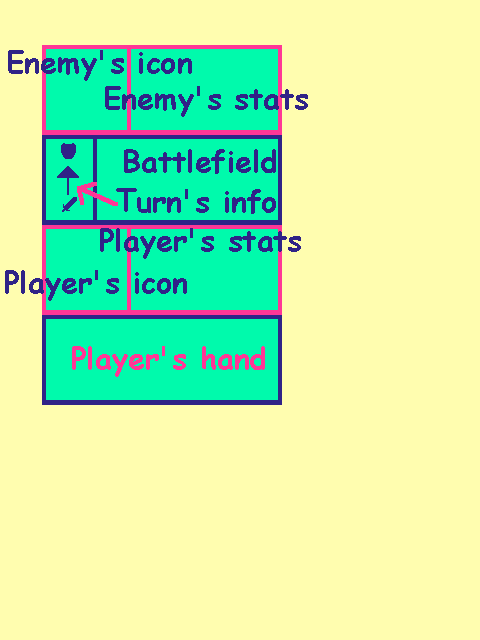 Enemy's icon
Enemy's stats
Battlefield
Turn's info
Player's stats
Player's icon
Player's hand